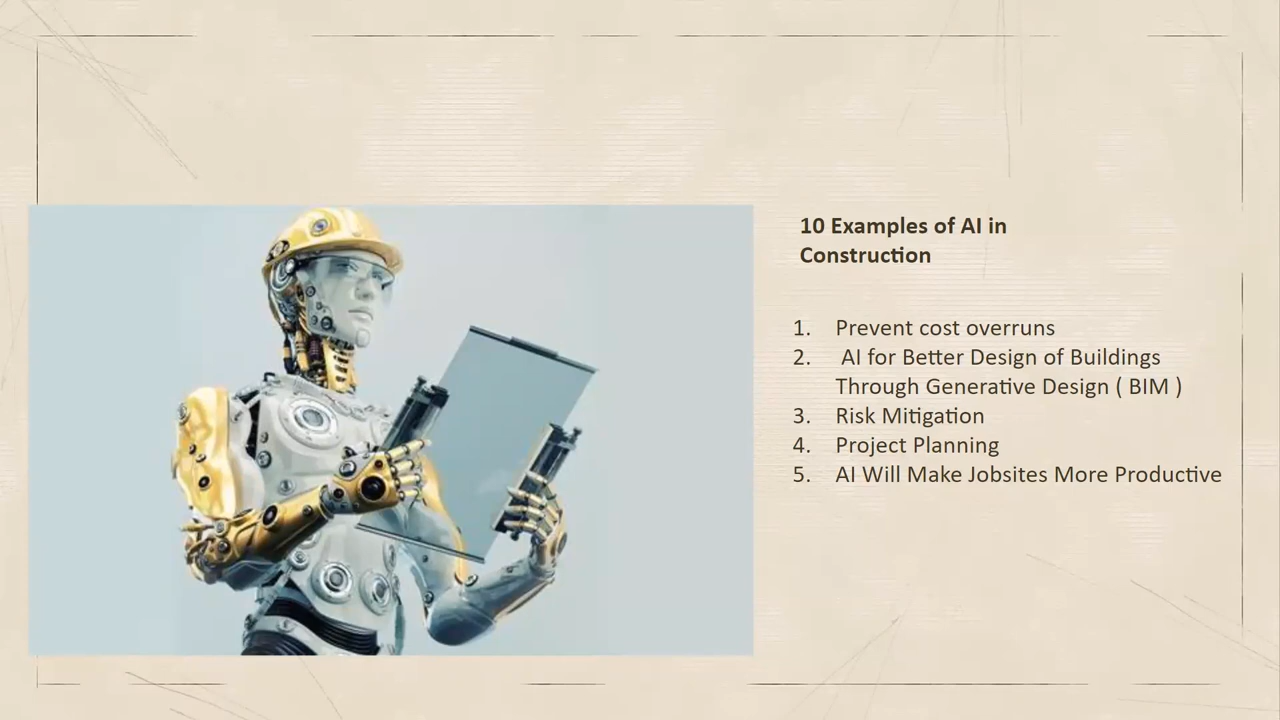 10 Examples of AI in
Construction
1. Prevent cost overruns
2. AI for Better Design of Buildings
Through Generative Design ( BIM )
3. Risk Mitigation
4. Project Planning
5. AI Will Make Jobsites More Productive